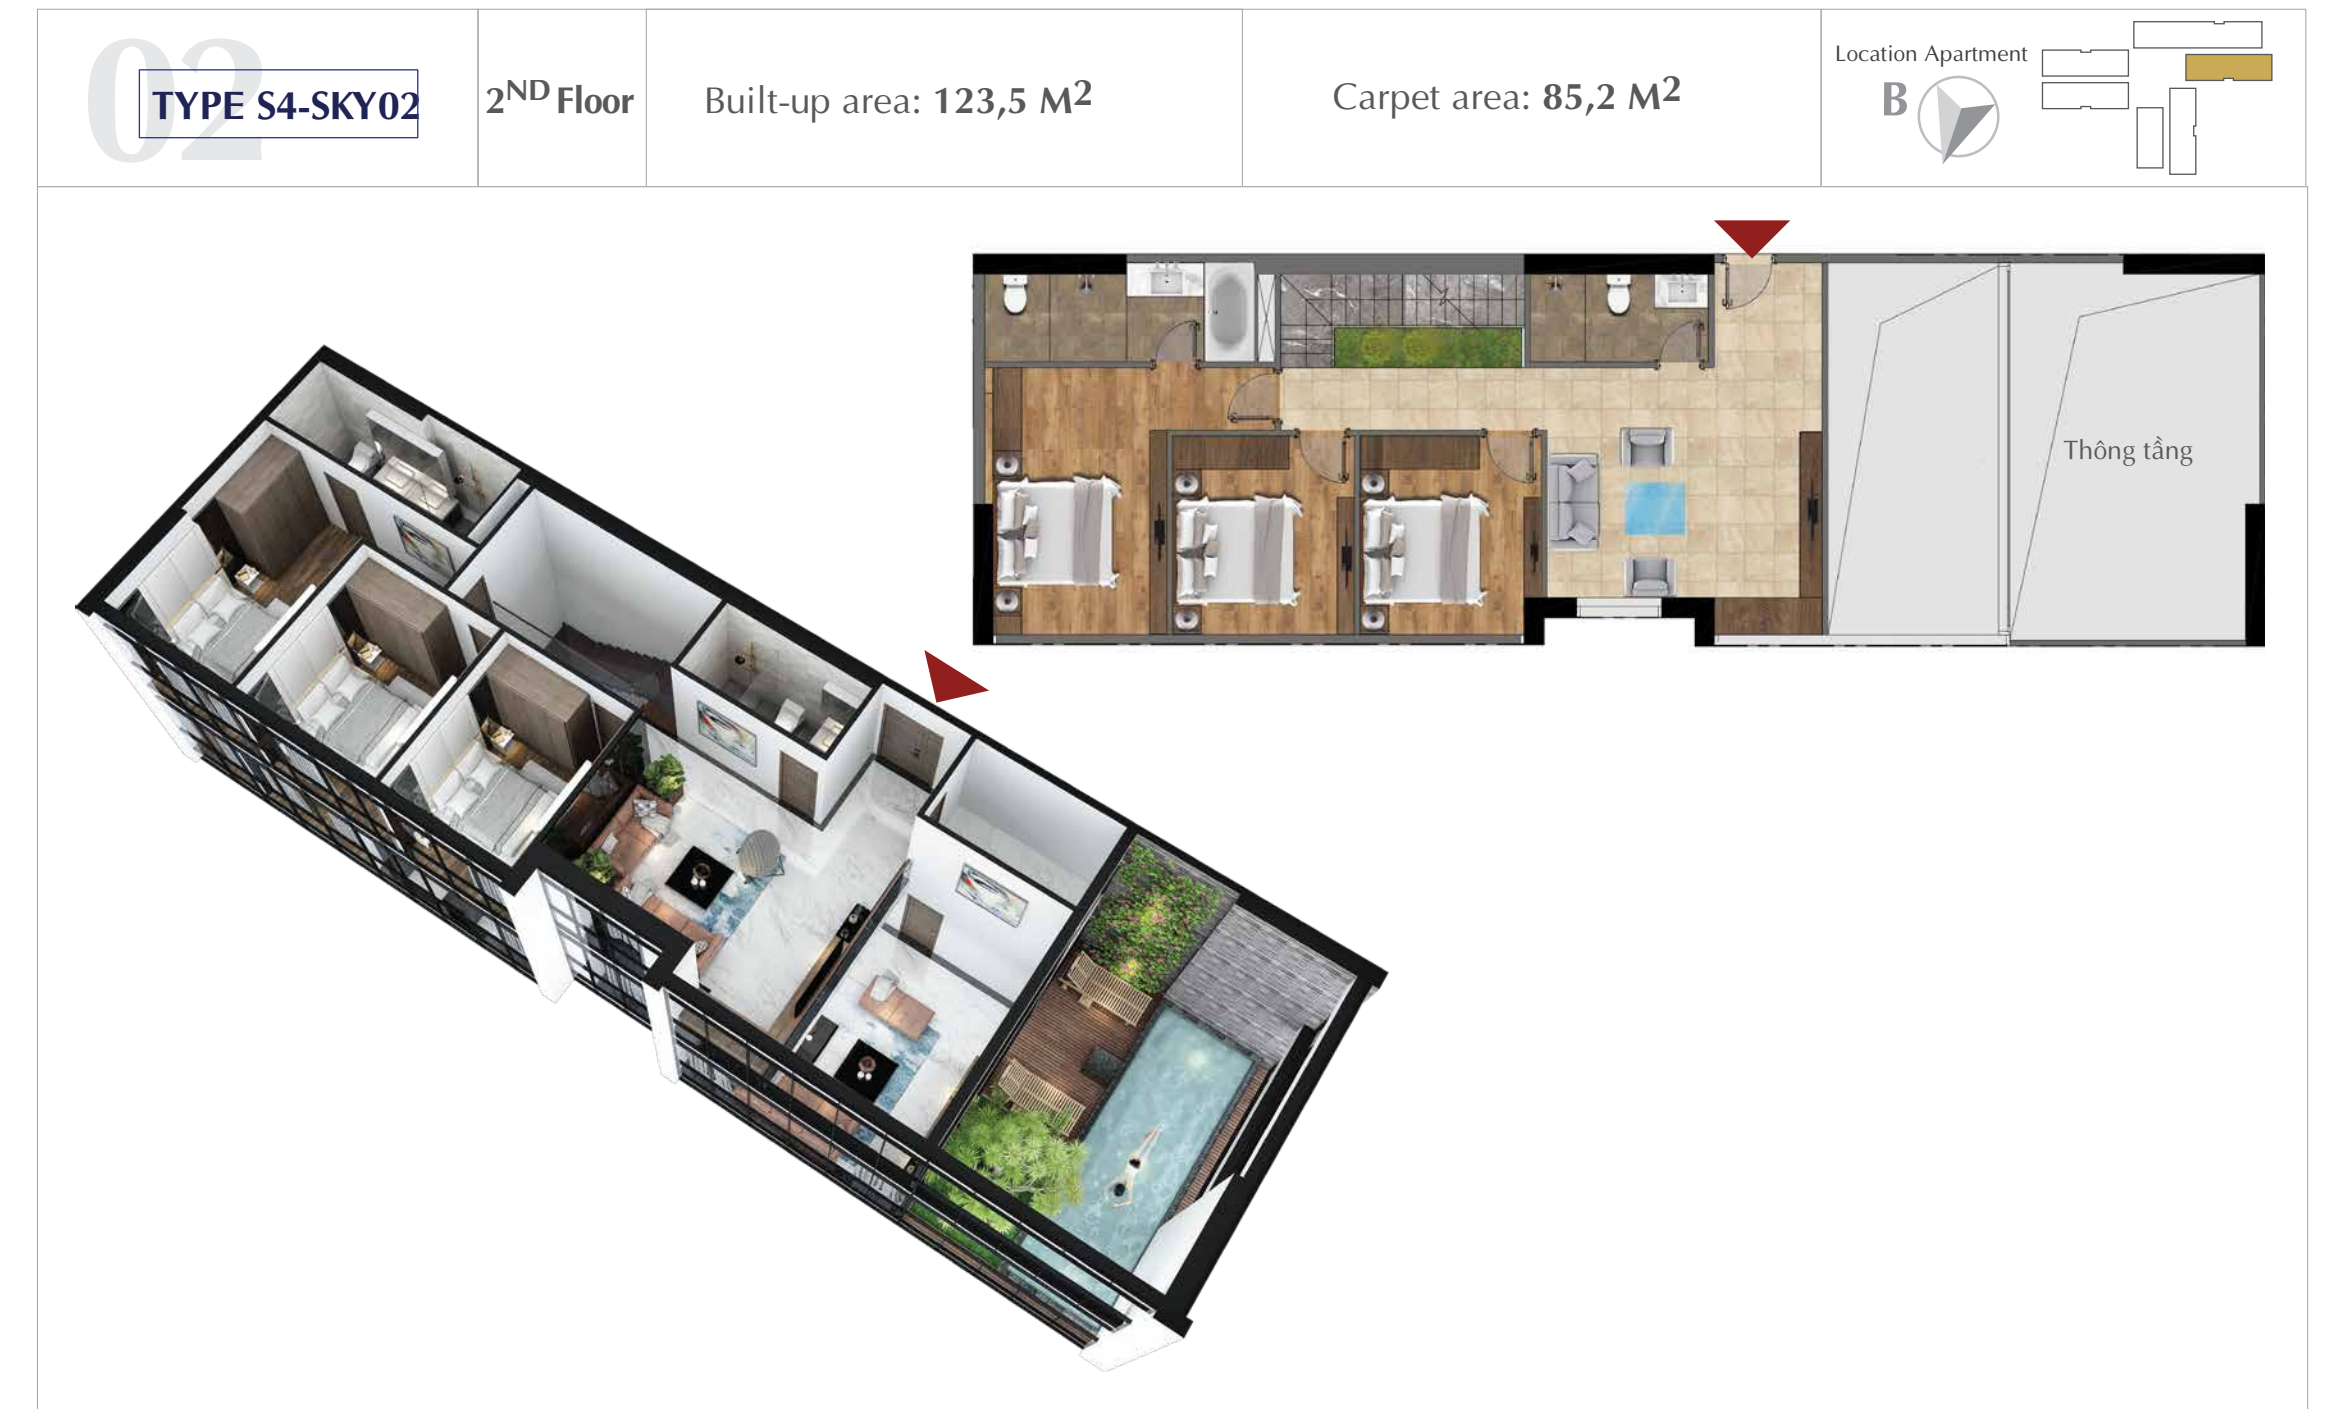 02
TYPE S4-SKY02
2ND Floor
Built-up area: 123,5 M2
Carpet area: 85,2 M2
Location Apartment
B
Thông tầng